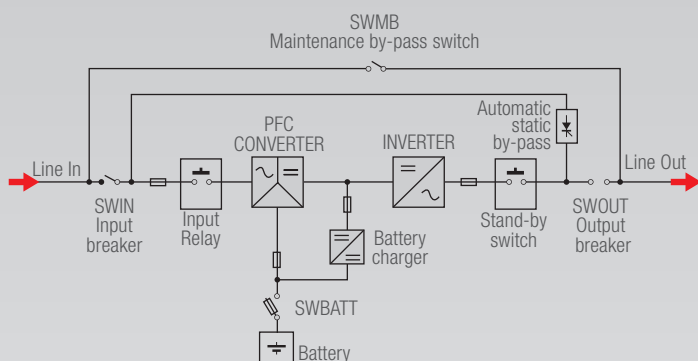 SWMB
Maintenance by-pass switch
Automatic
static
by-pass
PFC
CONVERTER
INVERTER
Line In
Line Out
SWIN
Input
breaker
Input
Relay
Battery
charger
Stand-by
switch
SWOUT
Output
breaker
SWBATT
Battery